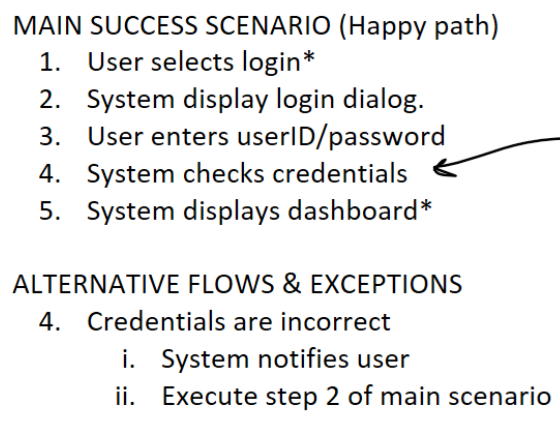 MAIN SUCCESS SCENARIO (Happy path)
1. User selects login*
2. System display login dialog.
3. User enters userID/password
4. System checks credentials
5. System displays dashboard*
ALTERNATIVE FLOWS & EXCEPTIONS
4. Credentials are incorrect
i. System notifies user
ii. Execute step 2 of main scenario